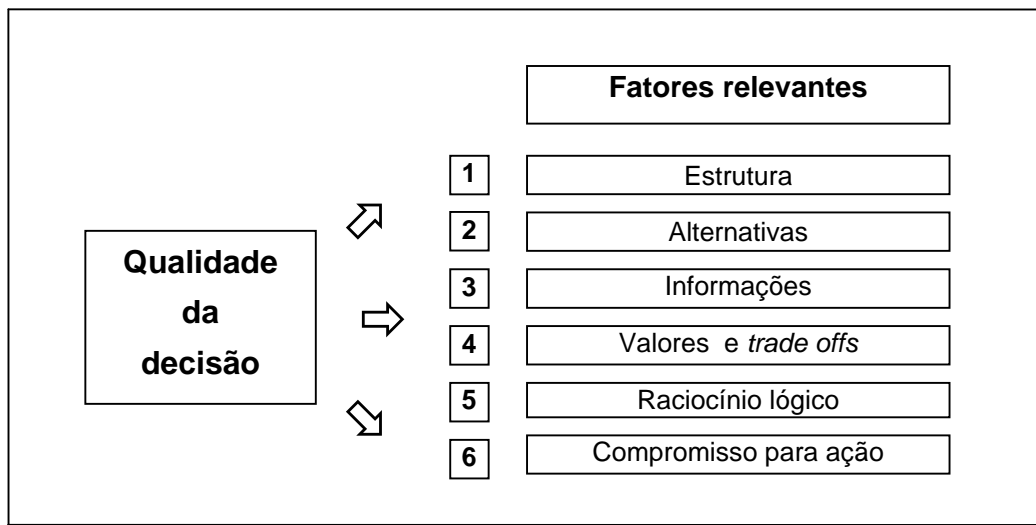 Fatores relevantes
1 Estrutura
2 Alternativas
3 Informações
4 Valores e trade offs
5 Raciocínio lógico
6 Compromisso para ação
Qualidade
da
decisão